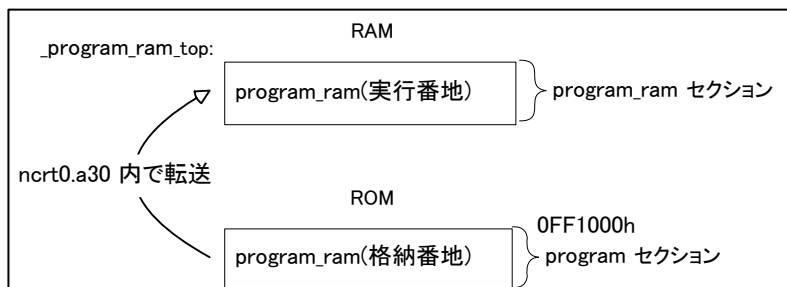 RAM
_program_ram_top:
program_ram(実行番地)
program_ram セクション
ncrt0.a30 内で転送
ROM
0FF1000h
program_ram(格納番地)
program セクション